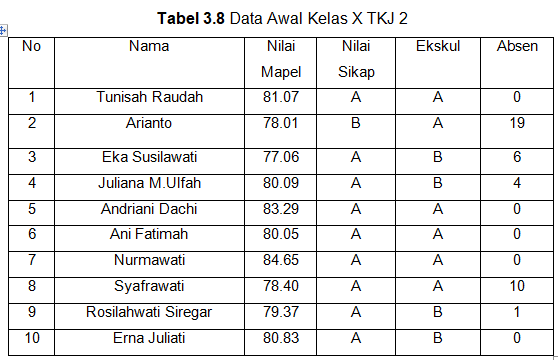 Tabel 3.8 Data Awal Kelas X TKJ 2
No Nama Nilai Mapel Nilai Sikap Ekskul Absen
1 Tunisah Raudah 81.07 A A 0
2 Arianto 78.01 B A 19
3 Eka Susilawati 77.06 A B 6
4 Juliana M.Ulfah 80.09 A B 4
5 Andriani Dachi 83.29 A A 0
6 Ani Fatimah 80.05 A A 0
7 Nurmawati 84.65 A A 0
8 Syafrawati 78.40 A A 10
9 Rosilahwati Siregar 79.37 A B 1
10 Erna Juliati 80.83 A B 0